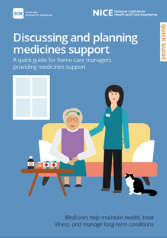 NICE National Institute for
Health and Care Excellence
QUICK GUIDE
Discussing and planning
medicines support
A quick guide for home care managers
providing medicines support
Medicines help maintain health, treat
illness, and manage long-term conditions